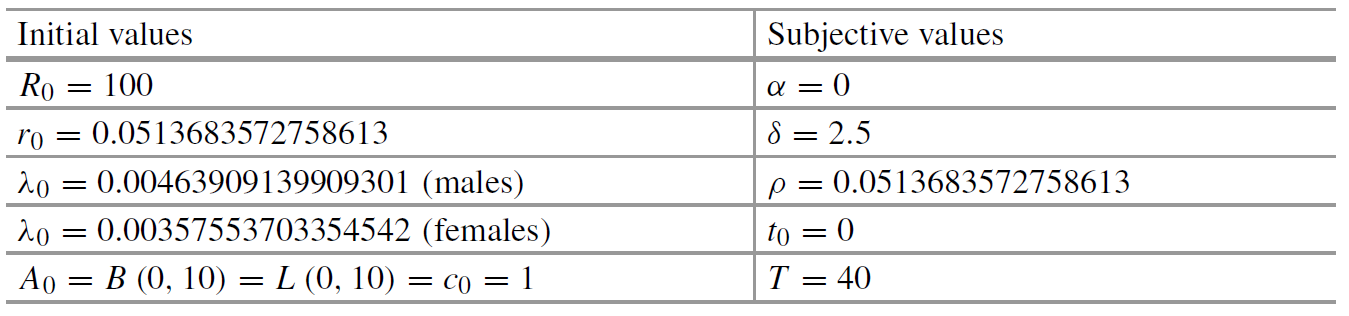 Initial values Subjective values
R₀ = 100 α = 0
r₀ = 0.0513683572758613 δ = 2.5
λ₀ = 0.00463909139909301 (males) ρ = 0.0513683572758613
λ₀ = 0.00357553703354542 (females) t₀ = 0
A₀ = B (0, 10) = L (0, 10) = c₀ = 1 T = 40